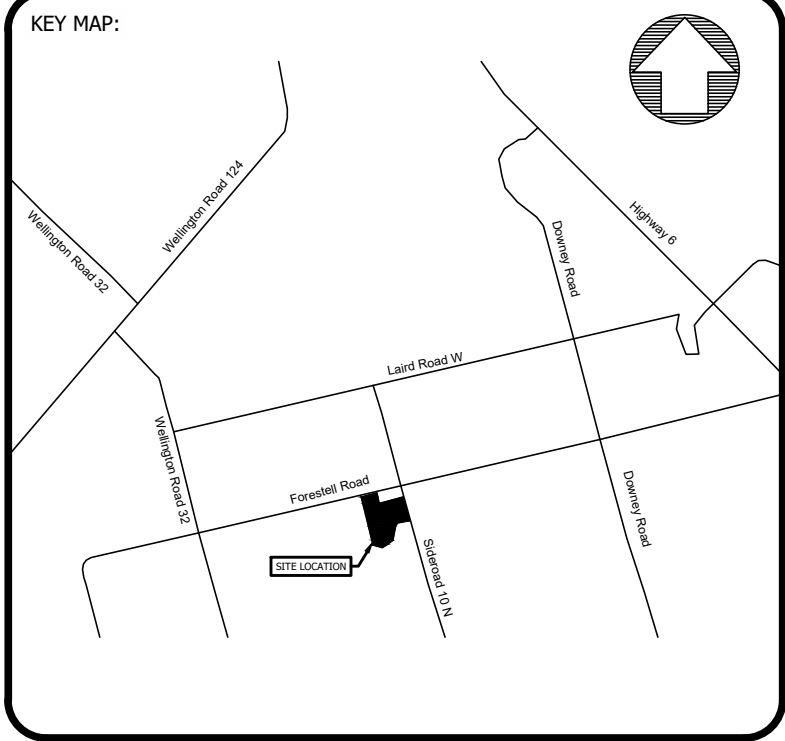 KEY MAP:
Wellington Road 124
Wellington Road 32
Highway 6
Downey Road
Laird Road W
Wellington Road 32
Forestell Road
Downey Road
Sideroad 10 N
SITE LOCATION